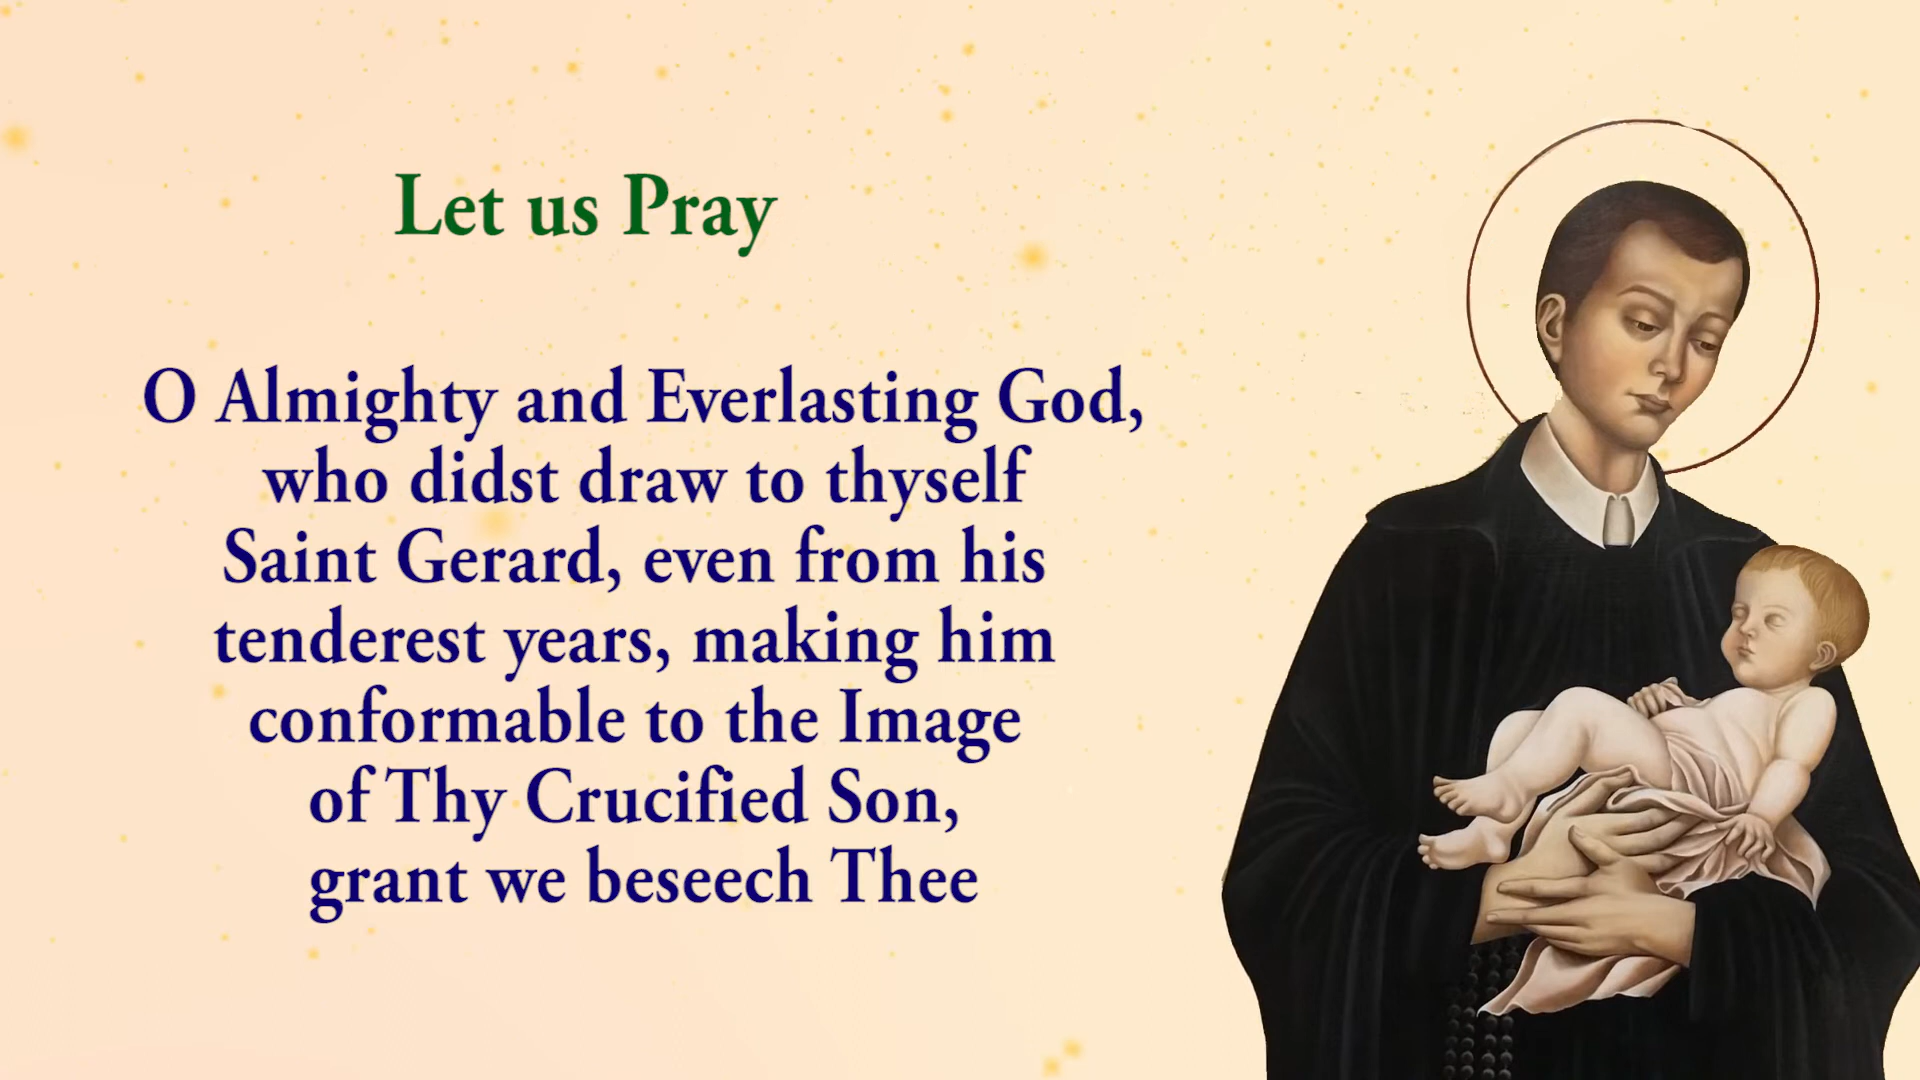 Let us Pray
O Almighty and Everlasting God,
who didst draw to thyself
Saint Gerard, even from his
tenderest years, making him
conformable to the Image
of Thy Crucified Son,
grant we beseech Thee